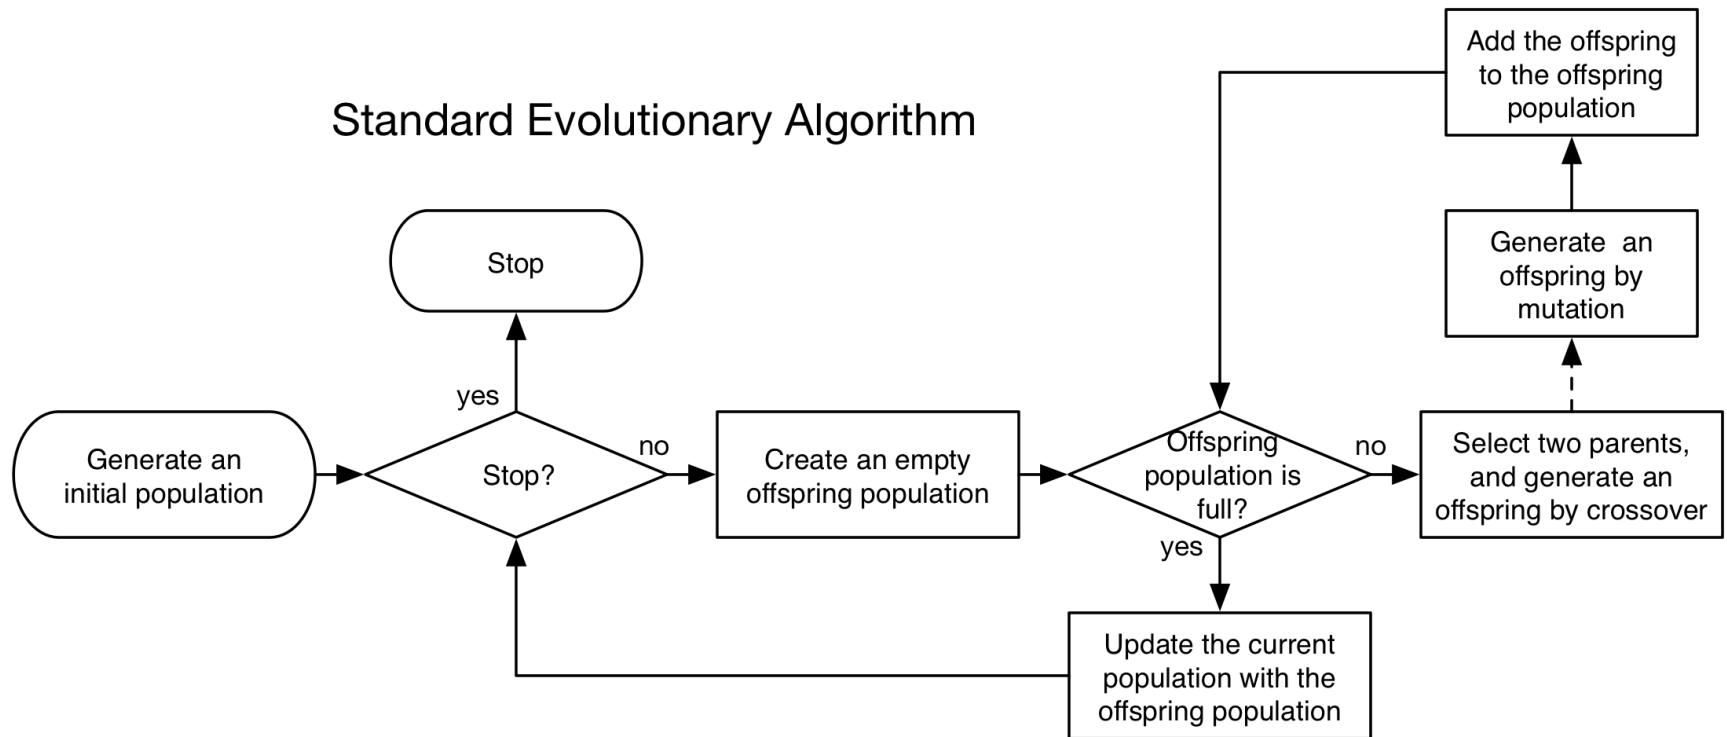 Standard Evolutionary Algorithm
Add the offspring
to the offspring
population
Stop
Generate an
offspring by
mutation
yes
Generate an
initial population
Stop?
no
Create an empty
offspring population
Offspring
population is
full?
no
Select two parents,
and generate an
offspring by crossover
yes
Update the current
population with the
offspring population